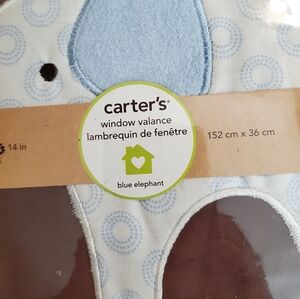 carter's®
window valance
lambrequin de fenêtre
14 in
152 cm x 36 cm
blue elephant